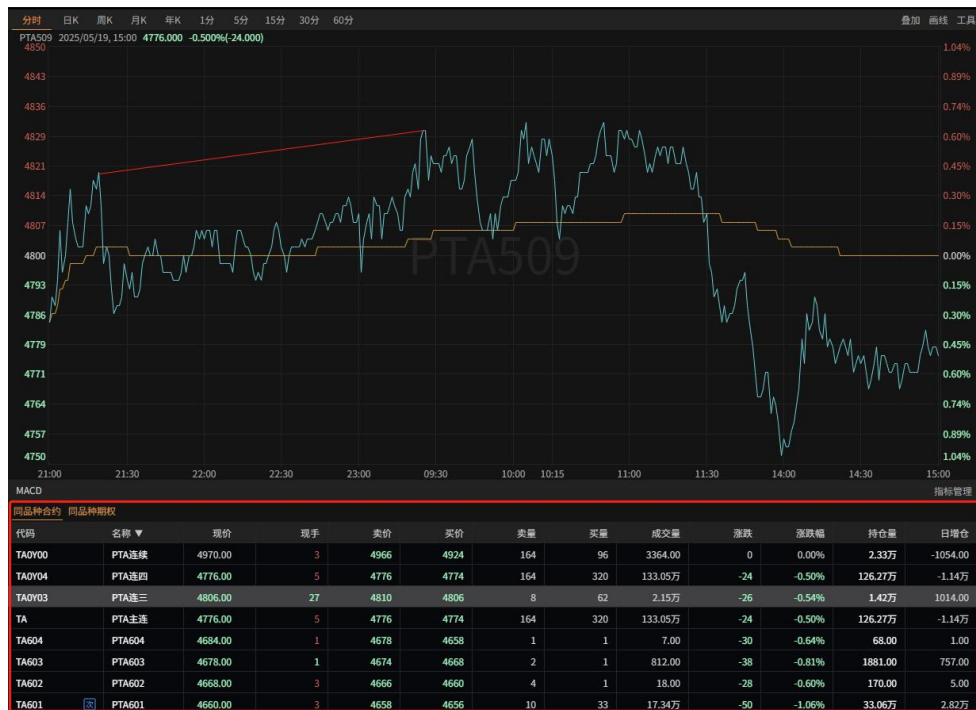 分时 日K 周K 月K 年K 1分 5分 15分 30分 60分 叠加 画线 工具
PTA509 2025/05/19, 15:00 4776.000 -0.500%(-24.000)
4850 1.04%
4843 0.89%
4836 0.74%
4829 0.60%
4821 0.45%
4814 0.30%
4807 0.15%
4800 PTA509 0.00%
4793 0.15%
4786 0.30%
4779 0.45%
4771 0.60%
4764 0.74%
4757 0.89%
4750 1.04%
21:00 21:30 22:00 22:30 23:00 09:30 10:00 10:15 11:00 11:30 14:00 14:30 15:00
MACD 指标管理
同品种合约 同品种期权
代码 名称 ▼ 现价 现手 卖价 买价 卖量 买量 成交量 涨跌 涨跌幅 持仓量 日增仓
TA0Y00 PTA连续 4970.00 3 4966 4924 164 96 3364.00 0 0.00% 2.33万 -1054.00
TA0Y04 PTA连四 4776.00 5 4776 4774 164 320 133.05万 -24 -0.50% 126.27万 -1.14万
TA0Y03 PTA连三 4806.00 27 4810 4806 8 62 2.15万 -26 -0.54% 1.42万 1014.00
TA PTA主连 4776.00 5 4776 4774 164 320 133.05万 -24 -0.50% 126.27万 -1.14万
TA604 PTA604 4684.00 1 4678 4658 1 1 7.00 -30 -0.64% 68.00 1.00
TA603 PTA603 4678.00 1 4674 4668 2 1 812.00 -38 -0.81% 1881.00 757.00
TA602 PTA602 4668.00 3 4666 4660 4 1 18.00 -28 -0.60% 170.00 5.00
TA601 次 PTA601 4660.00 3 4658 4656 10 33 17.34万 -50 -1.06% 33.06万 2.82万